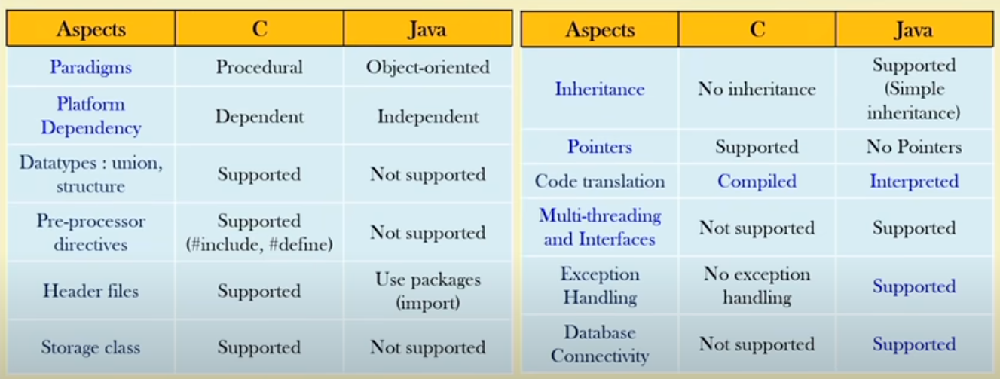 Aspects C Java
Paradigms Procedural Object-oriented
Platform
Dependency Dependent Independent
Datatypes : union,
structure Supported Not supported
Pre-processor
directives Supported
(#include, #define) Not supported
Header files Supported Use packages
(import)
Storage class Supported Not supported
Aspects C Java
Inheritance No inheritance Supported
(Simple
inheritance)
Pointers Supported No Pointers
Code translation Compiled Interpreted
Multi-threading
and Interfaces Not supported Supported
Exception
Handling No exception
handling Supported
Database
Connectivity Not supported Supported